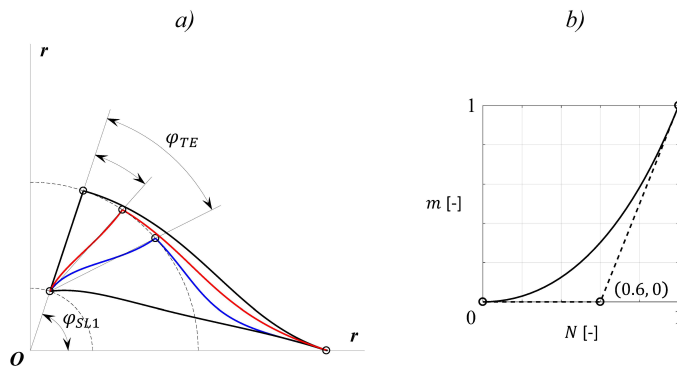 a)
b)
r
φTE
φSL1
r
O
1
m [-]
(0.6, 0)
0
N [-]